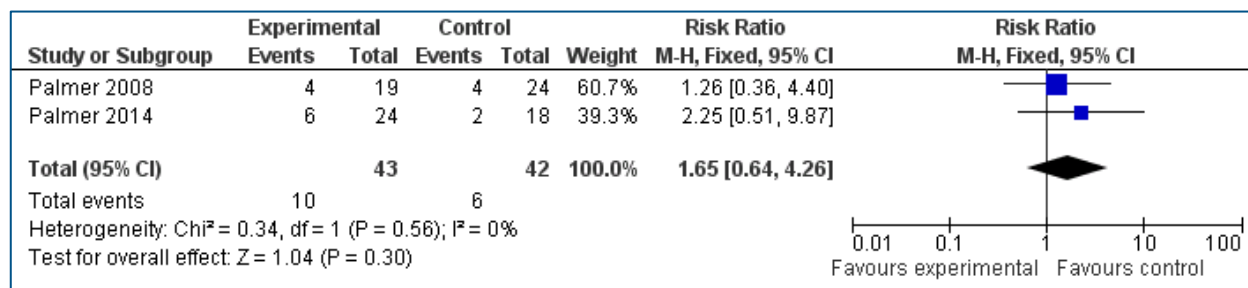 Experimental Control Risk Ratio Risk Ratio
Study or Subgroup Events Total Events Total Weight M-H, Fixed, 95% CI M-H, Fixed, 95% CI
Palmer 2008 4 19 4 24 60.7% 1.26 [0.36, 4.40]
Palmer 2014 6 24 2 18 39.3% 2.25 [0.51, 9.87]
Total (95% CI) 43 42 100.0% 1.65 [0.64, 4.26]
Total events 10 6
Heterogeneity: Chi² = 0.34, df = 1 (P = 0.56); I² = 0%
Test for overall effect: Z = 1.04 (P = 0.30)
0.01 0.1 1 10 100
Favours experimental Favours control